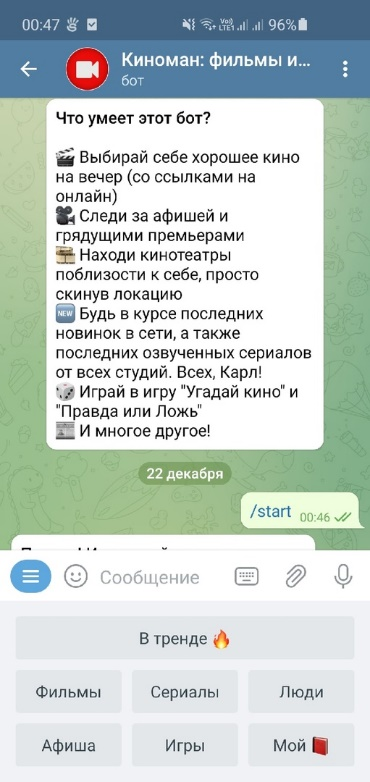 00:47 96%
Киноман: фильмы и...
бот
Что умеет этот бот?
🎬 Выбирай себе хорошее кино
на вечер (со ссылками на
онлайн)
🎥 Следи за афишей и
грядущими премьерами
Находи кинотеатры
поблизости к себе, просто
скинув локацию
🆕 Будь в курсе последних
новинок в сети, а также
последних озвученных сериалов
от всех студий. Всех, Карл!
🎲 Играй в игру "Угадай кино" и
"Правда или Ложь"
И многое другое!
22 декабря
/start 00:46
Сообщение
В тренде 🔥
Фильмы Сериалы Люди
Афиша Игры Мой 📕